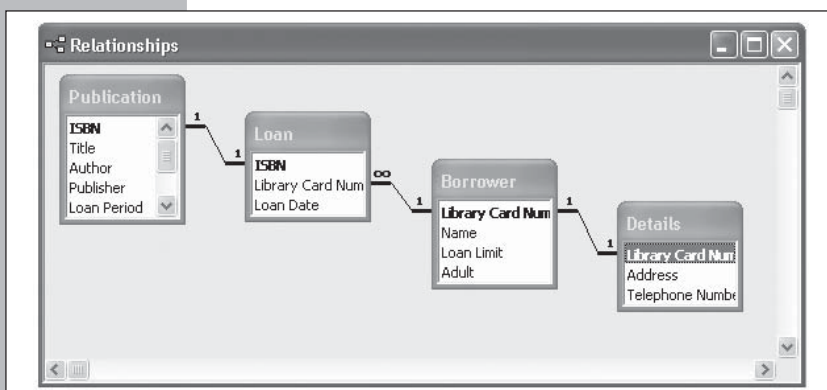 Relationships
Publication
ISBN
Title
Author
Publisher
Loan Period
1
1
Loan
ISBN
Library Card Num
Loan Date
∞
1
Borrower
Library Card Num
Name
Loan Limit
Adult
1
1
Details
Library Card Num
Address
Telephone Numbe